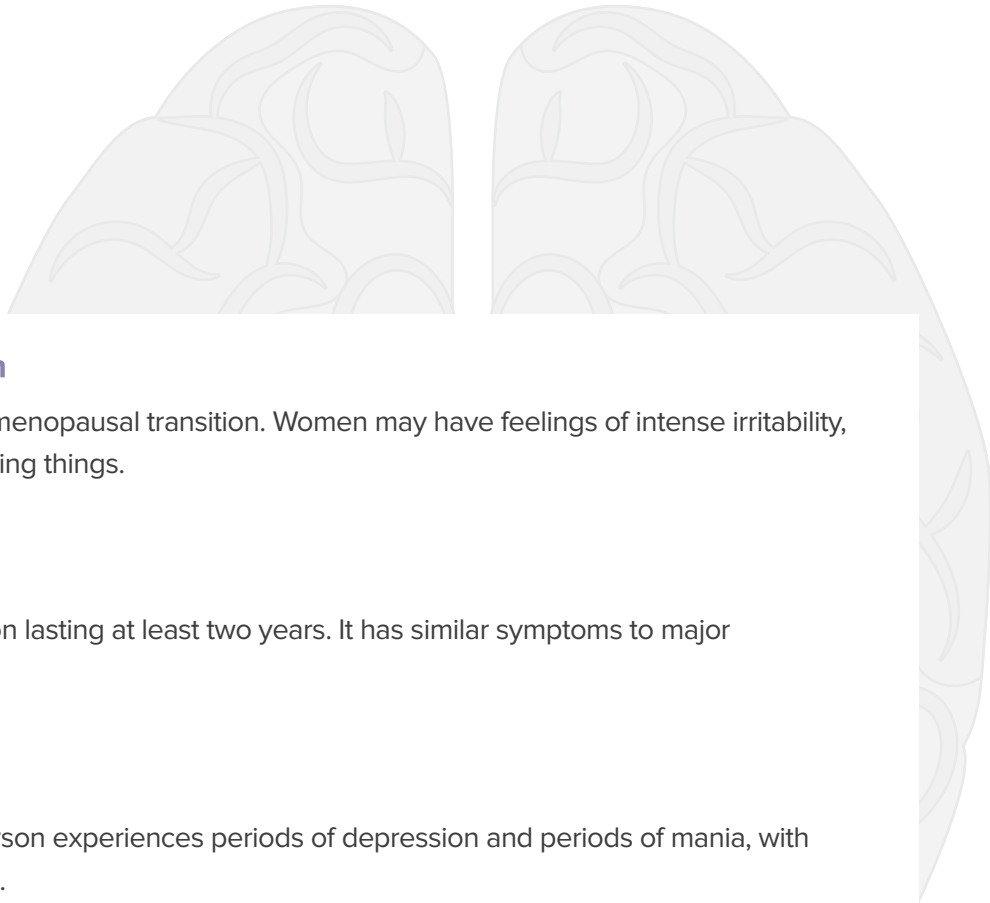 n
menopausal transition. Women may have feelings of intense irritability,
ing things.
on lasting at least two years. It has similar symptoms to major
rson experiences periods of depression and periods of mania, with
.